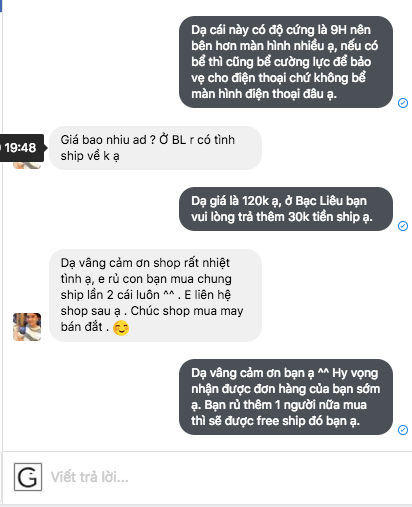 Dạ cái này có độ cứng là 9H nên
bên hơn màn hình nhiều ạ, nếu có
bể thì cũng bể cường lực để bảo
vẹ cho điện thoại chứ không bể
màn hình điện thoại đâu ạ.
19:48
Giá bao nhiu ad ? Ở BL r có tình
ship về k ạ
Dạ giá là 120k ạ, ở Bạc Liêu bạn
vui lòng trả thêm 30k tiền ship ạ.
Dạ vâng cảm ơn shop rất nhiệt
tình ạ, e rủ con bạn mua chung
ship lần 2 cái luôn ^^ . E liên hệ
shop sau ạ . Chúc shop mua may
bán đắt . 😊
Dạ vâng cảm ơn bạn ạ ^^ Hy vọng
nhận được đơn hàng của bạn sớm
ạ. Bạn rủ thêm 1 người nữa mua
thì sẽ được free ship đó bạn ạ.
G Viết trả lời...